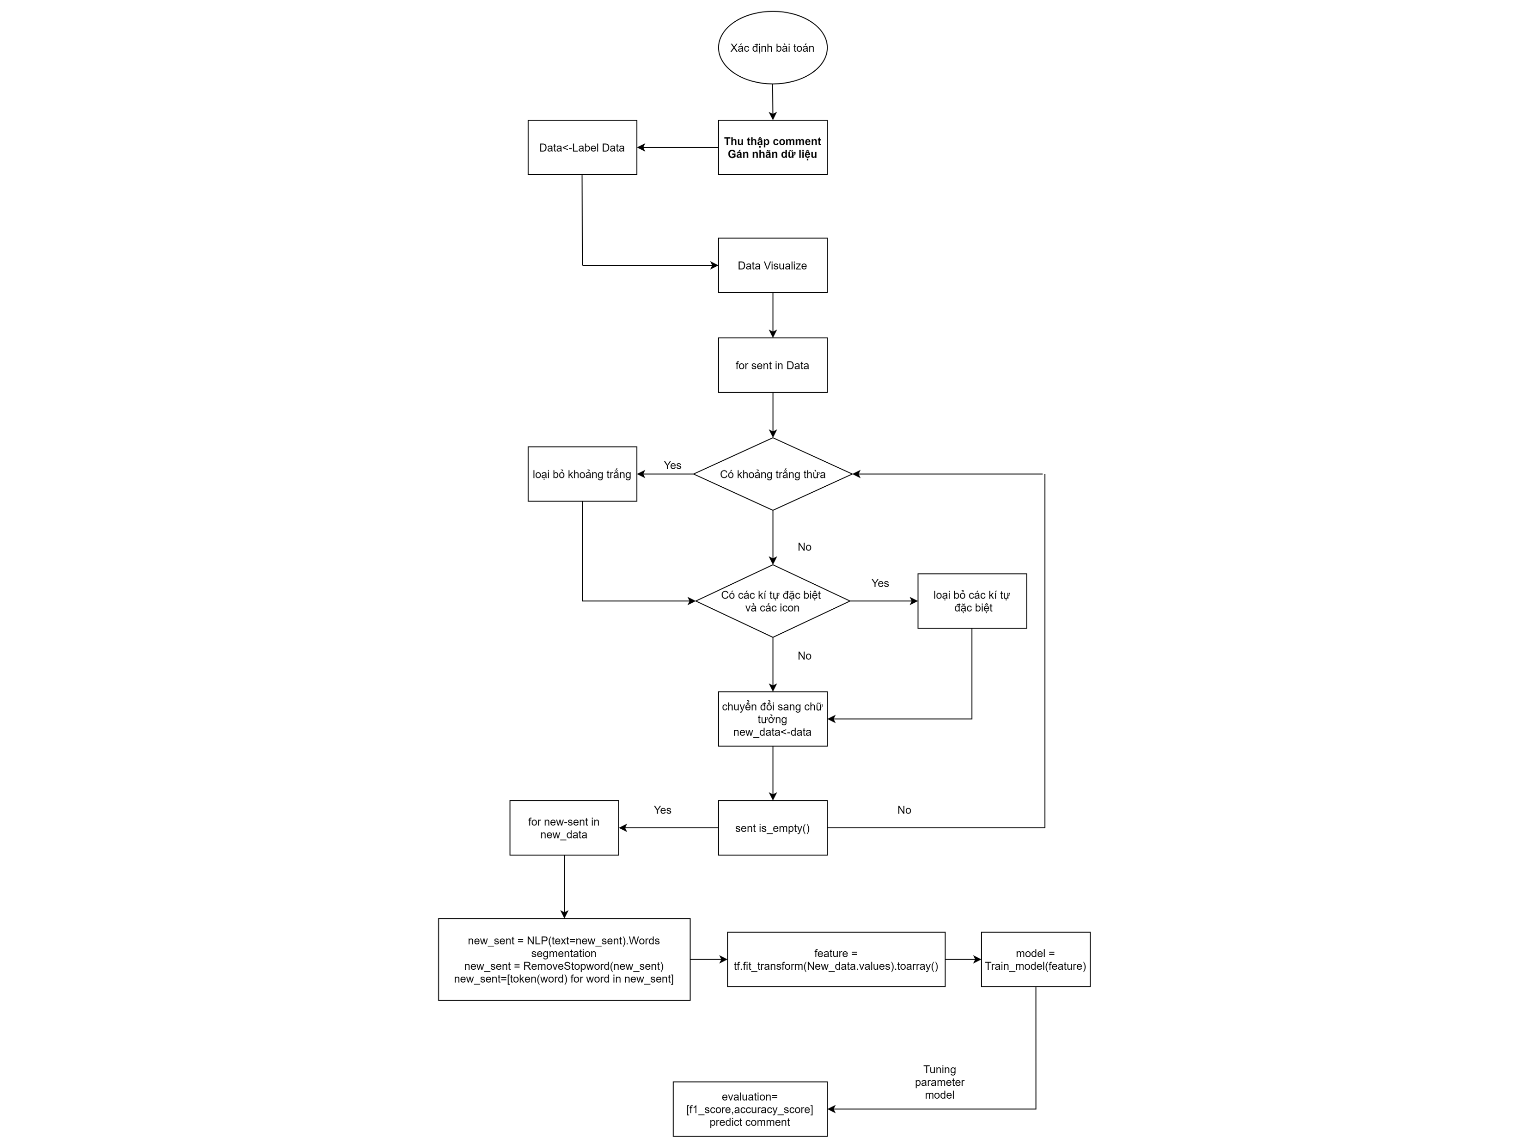 Xác định bài toán
Thu thập comment
Gán nhãn dữ liệu
Data<-Label Data
Data Visualize
for sent in Data
Có khoảng trắng thừa
Yes
loại bỏ khoảng trắng
No
Có các kí tự đặc biệt
và các icon
Yes
loại bỏ các kí tự
đặc biệt
No
chuyển đổi sang chữ
tường
new_data<-data
sent is_empty()
Yes
No
for new-sent in
new_data
new_sent = NLP(text=new_sent).Words
segmentation
new_sent = RemoveStopword(new_sent)
new_sent=[token(word) for word in new_sent]
feature =
tf.fit_transform(New_data.values).toarray()
model =
Train_model(feature)
Tuning
parameter
model
evaluation=
[f1_score,accuracy_score]
predict comment